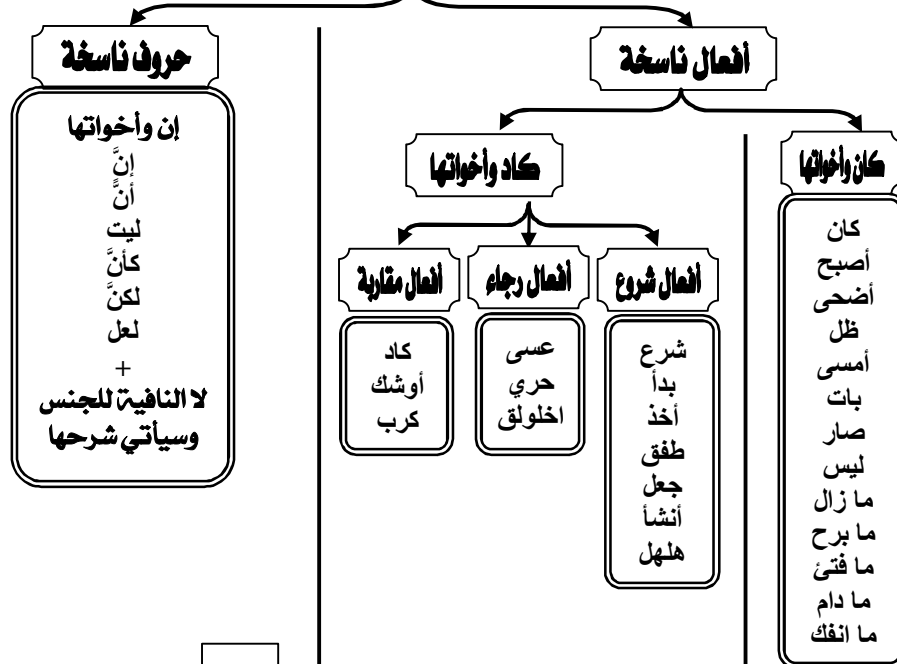 أفعال ناسخة
كان وأخواتها
كان
أصبح
أضحى
ظل
أمسى
بات
صار
ليس
ما زال
ما برح
ما فتئ
ما دام
ما انفك
كاد وأخواتها
أفعال شروع
شرع
بدأ
أخذ
طفق
جعل
أنشأ
هلهل
أفعال رجاء
عسى
حري
اخلولق
أفعال مقاربة
كاد
أوشك
كرب
حروف ناسخة
إن وأخواتها
إنَّ
أنَّ
ليت
كأنَّ
لكنَّ
لعل
+
لا النافية للجنس
وسيأتي شرحها